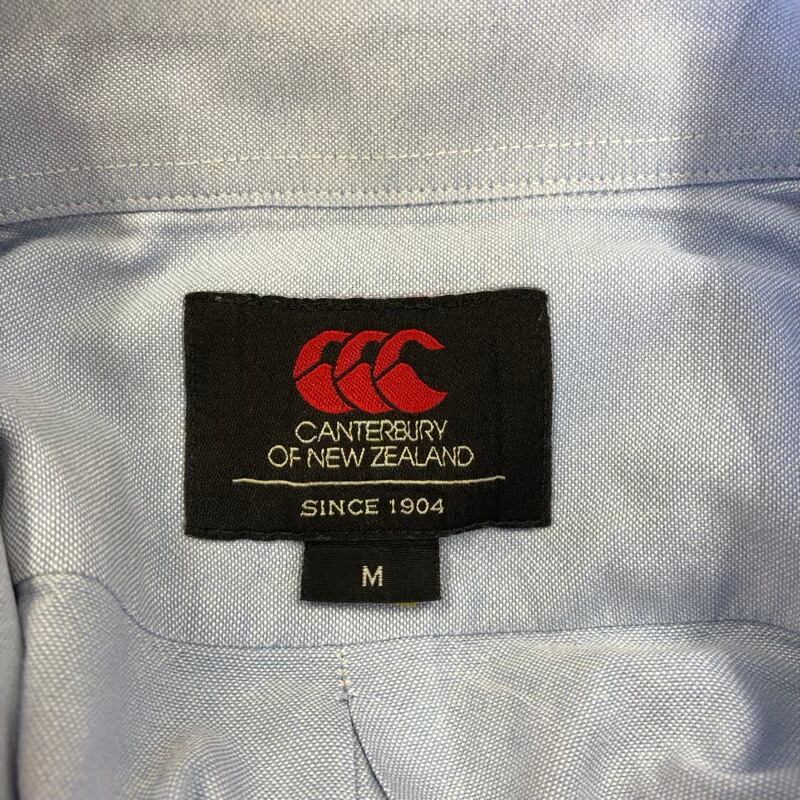 CANTERBURY
OF NEW ZEALAND
SINCE 1904
M